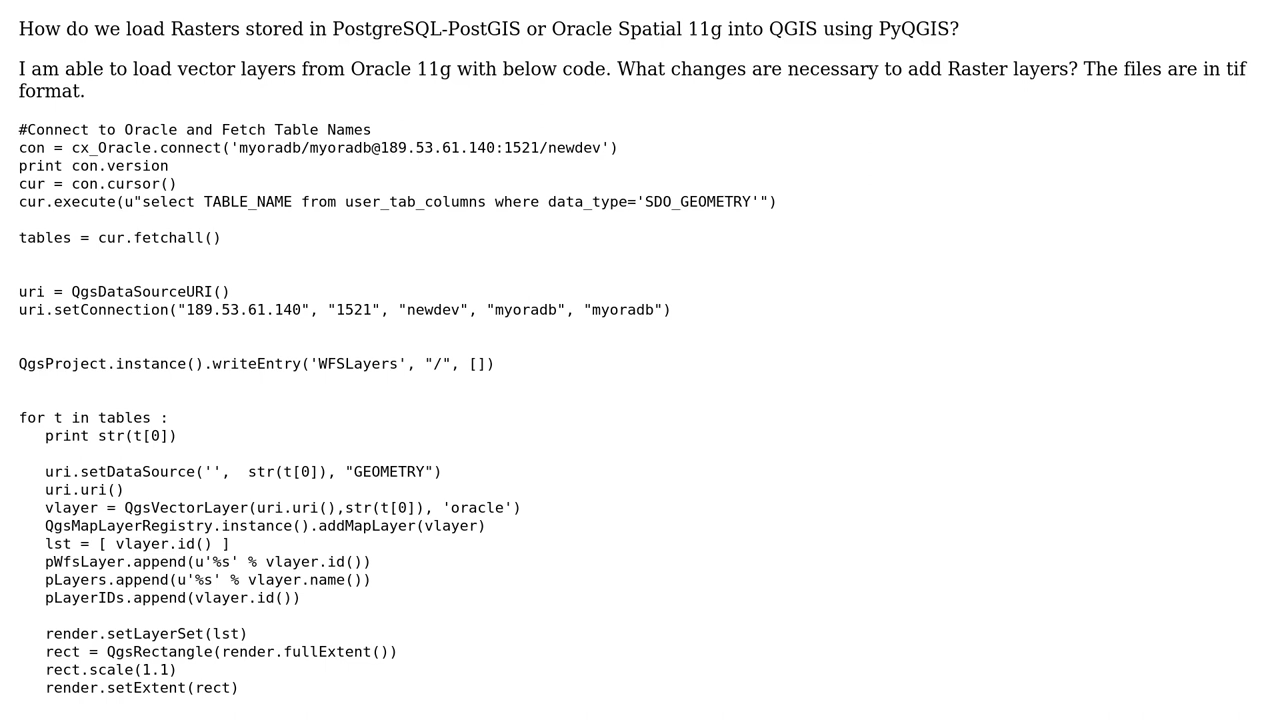 How do we load Rasters stored in PostgreSQL-PostGIS or Oracle Spatial 11g into QGIS using PyQGIS?
I am able to load vector layers from Oracle 11g with below code. What changes are necessary to add Raster layers? The files are in tif
format.
#Connect to Oracle and Fetch Table Names
con = cx_Oracle.connect('myoradb/myoradb@189.53.61.140:1521/newdev')
print con.version
cur = con.cursor()
cur.execute(u"select TABLE_NAME from user_tab_columns where data_type='SDO_GEOMETRY'")
tables = cur.fetchall()
uri = QgsDataSourceURI()
uri.setConnection("189.53.61.140", "1521", "newdev", "myoradb", "myoradb")
QgsProject.instance().writeEntry('WFSLayers', "/", [])
for t in tables :
   print str(t[0])
   uri.setDataSource('',  str(t[0]), "GEOMETRY")
   uri.uri()
   vlayer = QgsVectorLayer(uri.uri(),str(t[0]), 'oracle')
   QgsMapLayerRegistry.instance().addMapLayer(vlayer)
   lst = [ vlayer.id() ]
   pWfsLayer.append(u'%s' % vlayer.id())
   pLayers.append(u'%s' % vlayer.name())
   pLayerIDs.append(vlayer.id())
   render.setLayerSet(lst)
   rect = QgsRectangle(render.fullExtent())
   rect.scale(1.1)
   render.setExtent(rect)